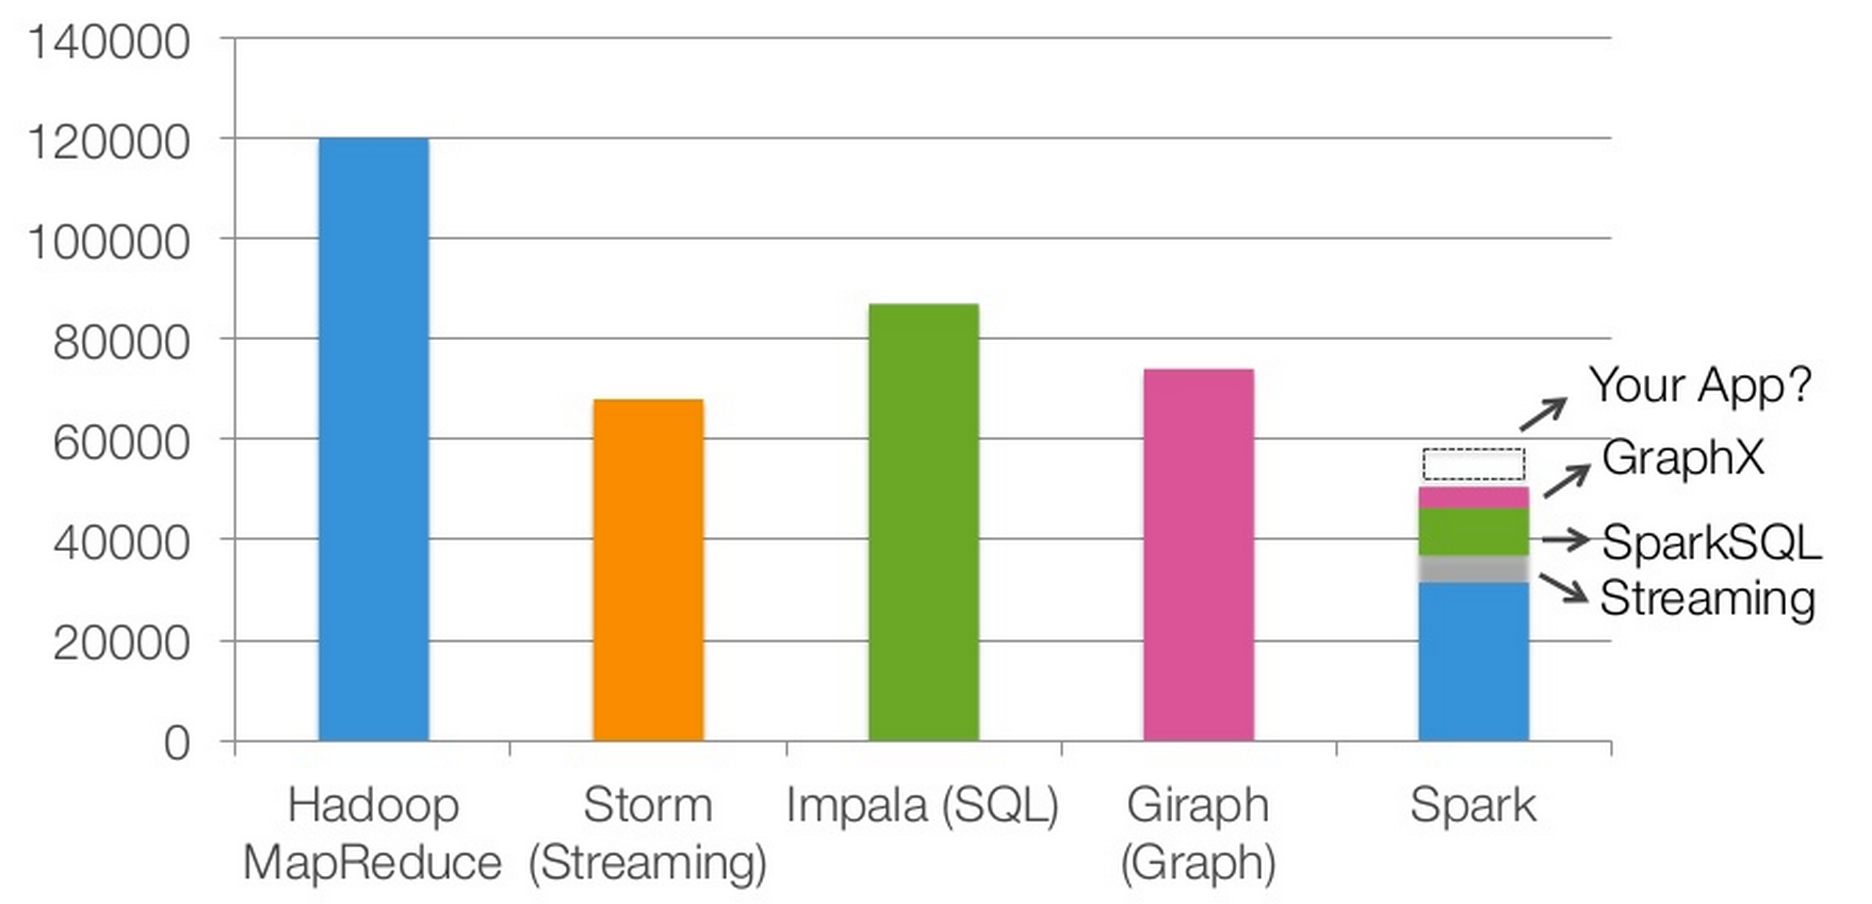 140000
120000
100000
80000
60000
40000
20000
0
Your App?
GraphX
SparkSQL
Streaming
Hadoop
MapReduce
Storm
(Streaming)
Impala (SQL)
Giraph
(Graph)
Spark